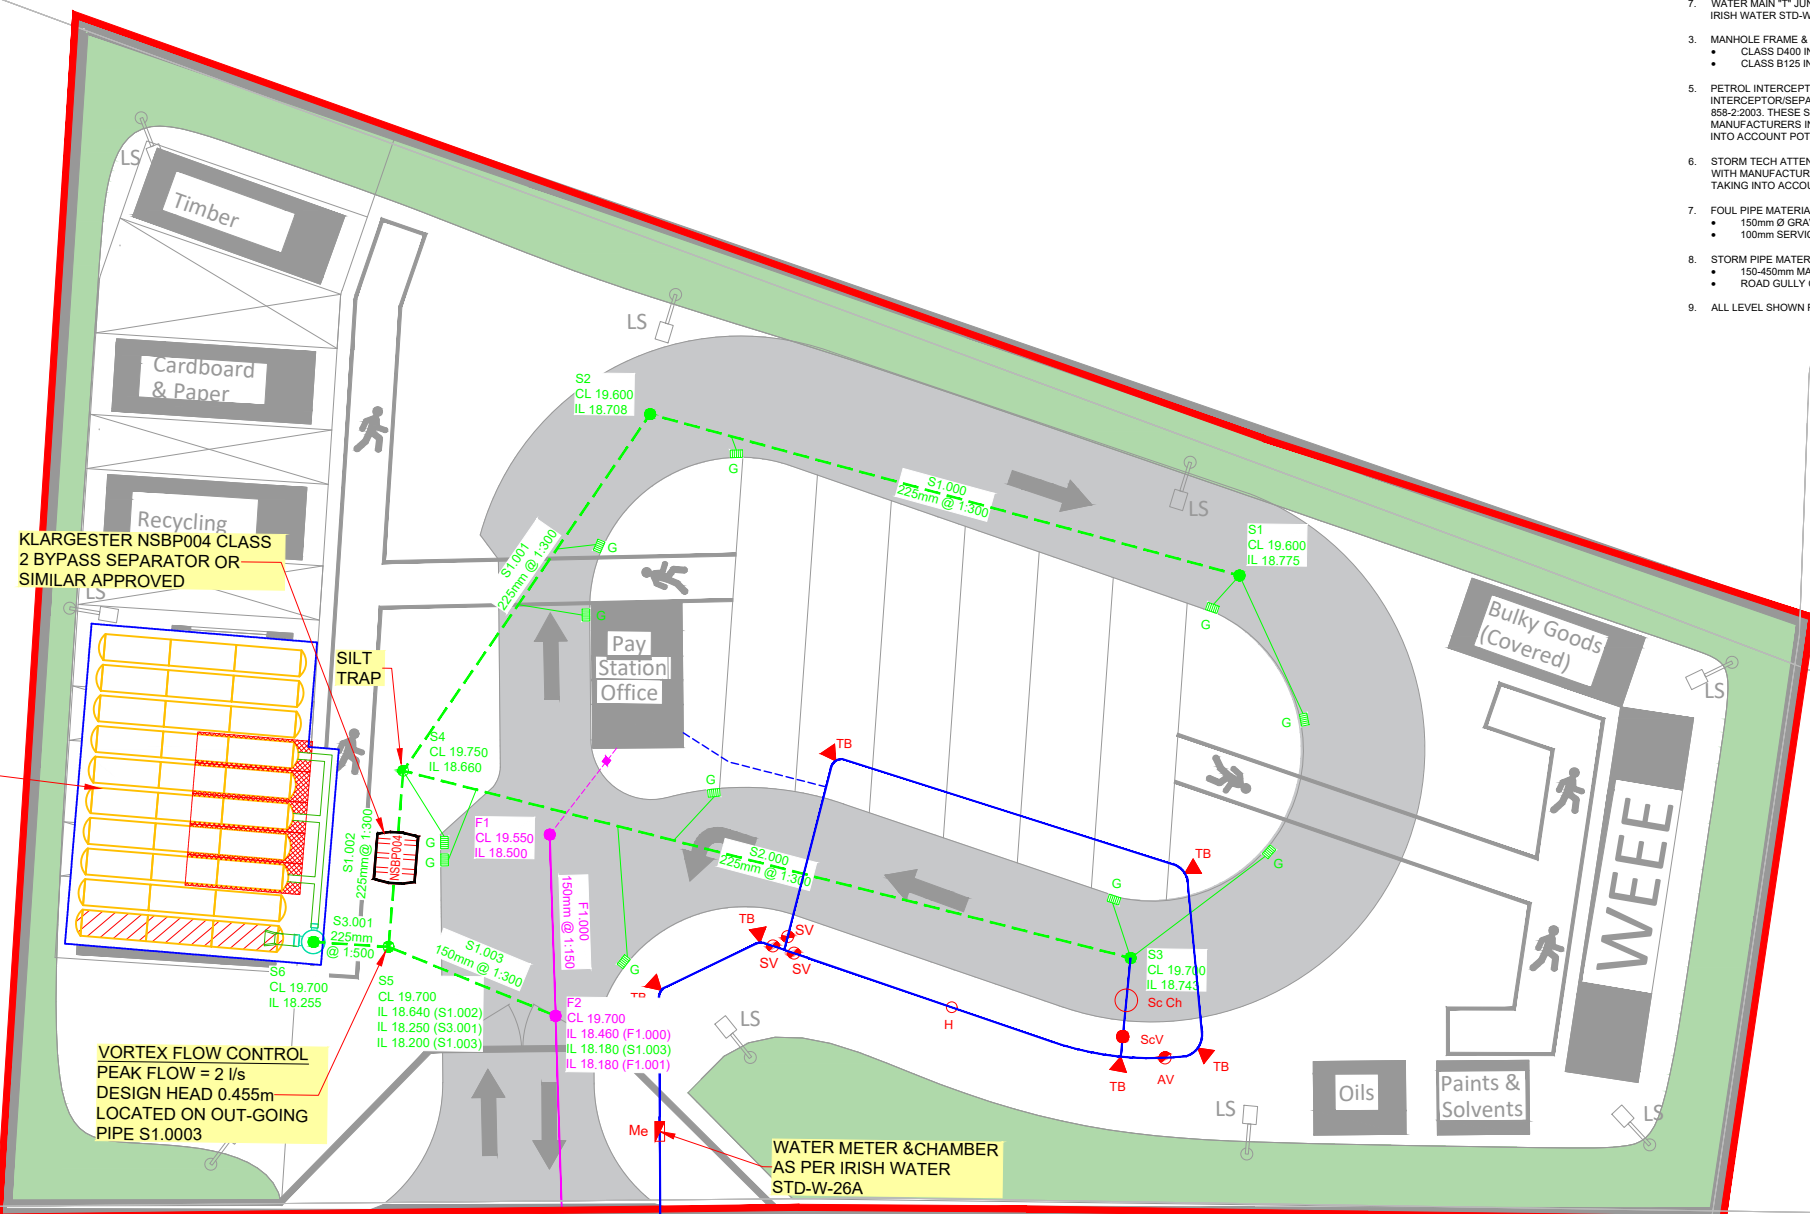 7. WATER MAIN "T" JUN
IRISH WATER STD-W
3. MANHOLE FRAME &
• CLASS D400 IN
• CLASS B125 IN
5. PETROL INTERCEPT
INTERCEPTOR/SEPA
858-2:2003. THESE S
MANUFACTURERS IN
INTO ACCOUNT POT
6. STORM TECH ATTEN
WITH MANUFACTUR
TAKING INTO ACCOU
7. FOUL PIPE MATERIA
• 150mm Ø GRA
• 100mm SERVIC
8. STORM PIPE MATER
• 150-450mm MA
• ROAD GULLY
9. ALL LEVEL SHOWN
LS
Timber
LS
Cardboard
& Paper
S2
CL 19.600
IL 18.708
G
S1.000
225mm @ 1:300
LS
Recycling
S1
CL 19.600
IL 18.775
KLARGESTER NSBP004 CLASS
2 BYPASS SEPARATOR OR
SIMILAR APPROVED
LS
S1.001
225mm @ 1:300
G
G
G
Bulky Goods
(Covered)
Pay
Station
Office
SILT
TRAP
LS
G
S4
CL 19.750
IL 18.660
TB
G
WEEE
F1
CL 19.550
IL 18.500
S1.002
225mm @ 1:300
NSBP004
G
G
S2.000
225mm @ 1:300
TB
G
G
F1.000
150mm @ 1:150
S3.001
225mm
@ 1:500
S1.003
150mm @ 1:300
TB
SV
SV
SV
G
S3
CL 19.700
IL 18.743
S6
CL 19.700
IL 18.255
S5
CL 19.700
IL 18.640 (S1.002)
IL 18.250 (S3.001)
IL 18.200 (S1.003)
TB
F2
CL 19.700
IL 18.460 (F1.000)
IL 18.180 (S1.003)
IL 18.180 (F1.001)
LS
H
Sc Ch
ScV
TB
AV
TB
VORTEX FLOW CONTROL
PEAK FLOW = 2 l/s
DESIGN HEAD 0.455m
LOCATED ON OUT-GOING
PIPE S1.0003
Me
WATER METER &CHAMBER
AS PER IRISH WATER
STD-W-26A
LS
Oils
Paints &
Solvents
LS